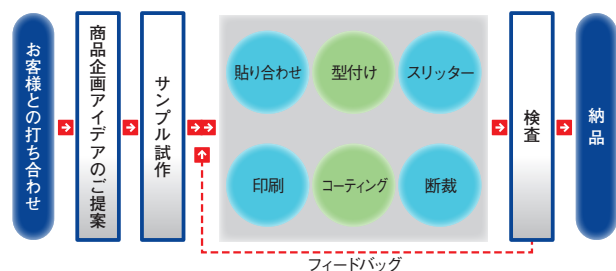 お客様との打ち合わせ
商品企画アイデアのご提案
サンプル試作
貼り合わせ
型付け
スリッター
印刷
コーティング
断裁
検査
納品
フィードバッグ